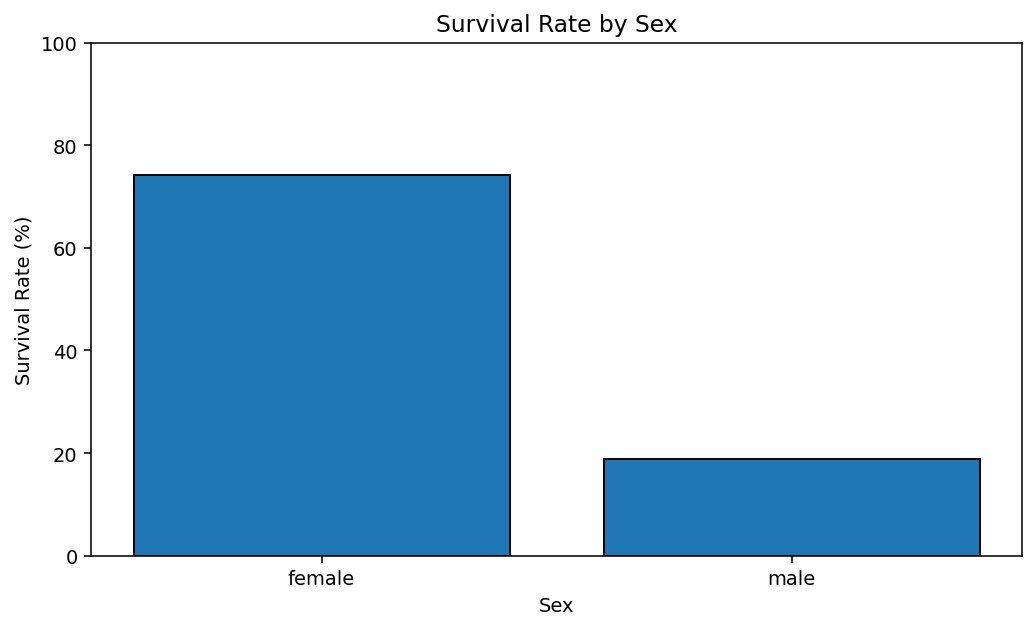 Survival Rate by Sex
100
80
60
40
20
0
Survival Rate (%)
female
male
Sex